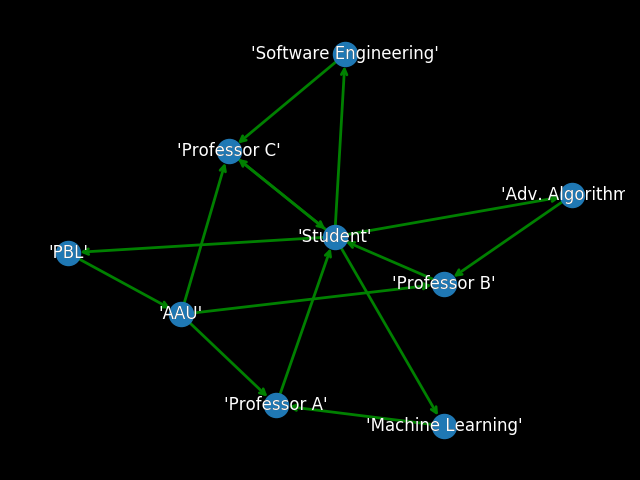 'Software Engineering'
'Professor C'
'Adv. Algorithm
'Student'
'PBL'
'Professor B'
'AAU'
'Professor A'
'Machine Learning'